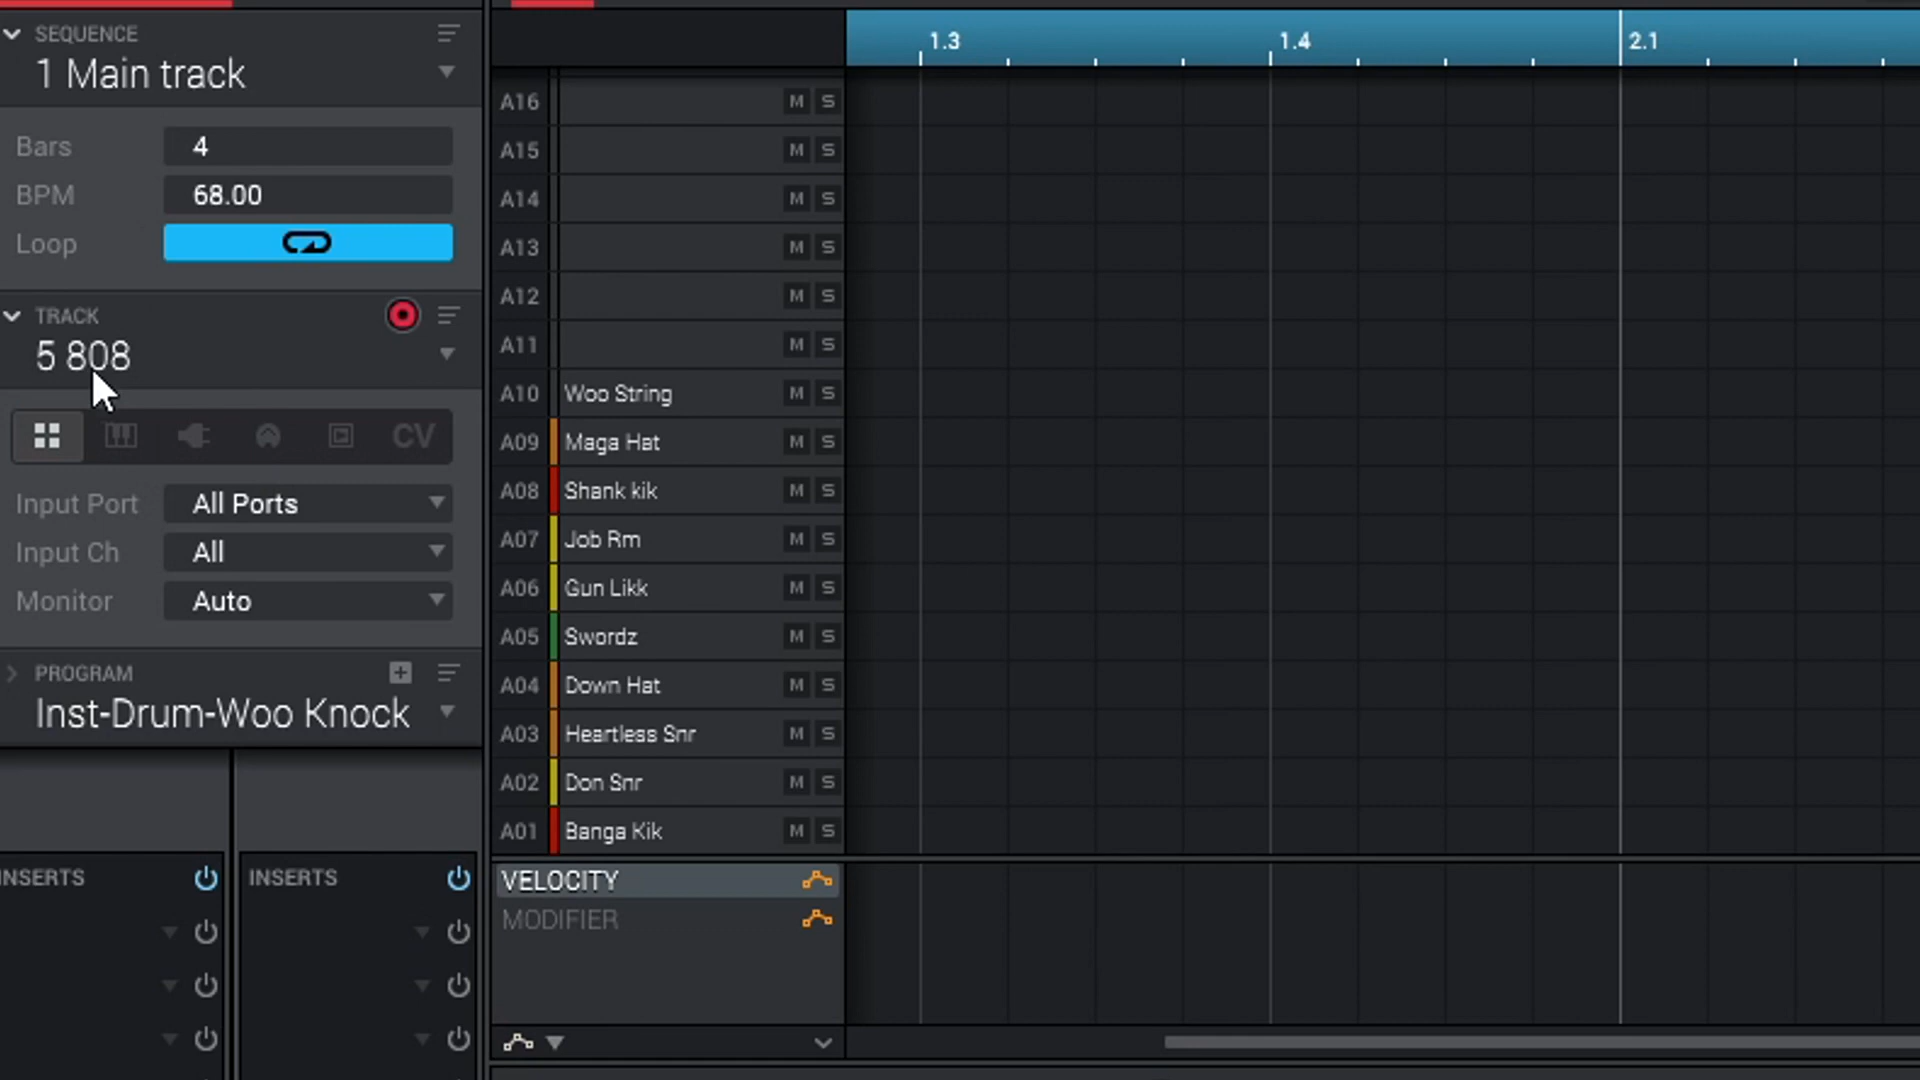 SEQUENCE
1 Main track
Bars 4
BPM 68.00
Loop
TRACK
5 808
CV
Input Port All Ports
Input Ch All
Monitor Auto
PROGRAM
Inst-Drum-Woo Knock
INSERTS
INSERTS
1.3 1.4 2.1
A16 M S
A15 M S
A14 M S
A13 M S
A12 M S
A11 M S
A10 Woo String M S
A09 Maga Hat M S
A08 Shank kik M S
A07 Job Rm M S
A06 Gun Likk M S
A05 Swordz M S
A04 Down Hat M S
A03 Heartless Snr M S
A02 Don Snr M S
A01 Banga Kik M S
VELOCITY
MODIFIER